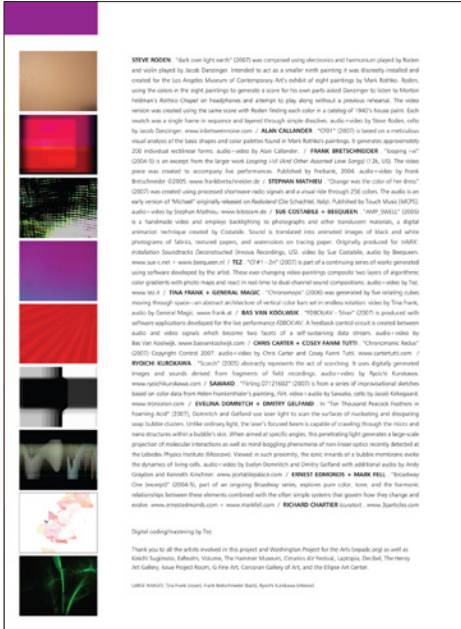 STEVE RODEN "dark over light earth" (2007) was composed using electronics and harmonium played by Roden
and violin played by Jacob Danziger. Intended to act as a smaller ninth painting it was discreetly installed and
created for the Los Angeles Museum of Contemporary Art's exhibit of eight paintings by Mark Rothko. Roden,
using the colors in the eight paintings to generate a score for his own parts asked Danziger to listen to Morton
Feldman's Rothko Chapel on headphones and attempt to play along without a previous rehearsal. The video
version was created using the same score with Roden finding each color in a catalog of 1940's house paint. Each
swatch was a single frame in sequence and layered through simple dissolves. audio+video by Steve Roden, cello
by Jacob Danziger. www.inbetweennoise.com / ALAN CALLANDER "Cf01" (2007) is based on a meticulous
visual analysis of the basic shapes and color palettes found in Mark Rothko's paintings. It generates approximately
200 individual rectilinear forms. audio+video by Alan Callander. / FRANK BRETSCHNEIDER "looping i-vi"
(2004-5) is an excerpt from the larger work Looping I-VI (And Other Assorted Love Songs) (12k, US). The video
piece was created to accompany live performances. Published by Freibank, 2004. audio+video by Frank
Bretschneider ©2005. www.frankbretschneider.de / STEPHAN MATHIEU "Orange was the color of her dress"
(2007) was created using processed shortwave radio signals and a visual ride through 256 colors. The audio is an
early version of "Michael" originally released on Radioland (Die Schachtel, Italy). Published by Touch Music [MCPS].
audio+video by Stephan Mathieu. www.bitsteam.de / SUE COSTABILE + BEEQUEEN "AMP_SWELL" (2005)
is a handmade video and employs backlighting to photographs and other translucent materials, a digital
animation technique created by Costabile. Sound is translated into animated images of black and white
photographs of fabrics, textured papers, and watercolors on tracing paper. Originally produced for InMIX:
Installation Soundtracks Deconstructed (Innova Recordings, US). video by Sue Costabile, audio by Beequeen.
www.sue-c.net + www.beequeen.nl / TEZ "Cf#1 - 2n" (2007) is part of a continuing series of works generated
using software developed by the artist. These ever changing video-paintings composite two layers of algorithmic
color gradients with photo maps and react in real-time to dual-channel sound compositions. audio+video by Tez.
www.tez.it / TINA FRANK + GENERAL MAGIC "Chronomops" (2006) was generated by five rotating cubes
moving through space—an abstract architecture of vertical color bars set in endless rotation. video by Tina Frank,
audio by General Magic. www.frank.at / BAS VAN KOOLWIJK "FDBCK/AV - Silver" (2007) is produced with
software applications developed for the live performance FDBCK/AV. A feedback control circuit is created between
audio and video signals which become two facets of a self-sustaining data stream. audio+video by
Bas Van Koolwijk. www.basvankoolwijk.com / CHRIS CARTER + COSEY FANNI TUTTI "Chronomanic Redux"
(2007) Copyright Control 2007. audio+video by Chris Carter and Cosey Fanni Tutti. www.cartertutti.com /
RYOICHI KUROKAWA "Scorch" (2005) abstractly represents the act of scorching. It uses digitally generated
images and sounds derived from fragments of field recordings. audio+video by Ryoichi Kurokawa.
www.ryoichikurokawa.com / SAWAKO "Flirting 07121602" (2007) is from a series of improvisational sketches
based on color data from Helen Frankenthaler's painting, Flirt. video+audio by Sawako, cello by Jacob Kirkegaard.
www.troncolon.com / EVELINA DOMNITCH + DMITRY GELFAND In "Ten Thousand Peacock Feathers in
Foaming Acid" (2007), Domnitch and Gelfand use laser light to scan the surfaces of nucleating and dissipating
soap bubble clusters. Unlike ordinary light, the laser's focused beam is capable of crawling through the micro and
nano structures within a bubble's skin. When aimed at specific angles, this penetrating light generates a large-scale
projection of molecular interactions as well as mind-boggling phenomena of non-linear optics recently detected at
the Lebedev Physics Institute (Moscow). Viewed in such proximity, the ionic innards of a bubble membrane evoke
the dynamics of living cells. audio+video by Evelina Domnitch and Dmitry Gelfand with additional audio by Andy
Graydon and Kenneth Kirschner. www.portablepalace.com / ERNEST EDMONDS + MARK FELL "Broadway
One (excerpt)" (2004-5), part of an ongoing Broadway series, explores pure color, tone, and the harmonic
relationships between these elements combined with the often simple systems that govern how they change and
evolve. www.ernestedmonds.com + www.markfell.com / RICHARD CHARTIER (curator) . www.3particles.com
Digital coding/mastering by Tez.
Thank you to all the artists involved in this project and Washington Project for the Arts (wpadc.org) as well as
Keiichi Sugimoto, ExRealm, Volume, The Hammer Museum, Cimatics AV Festival, Laptopia, Decibel, The Henry
Art Gallery, Issue Project Room, G Fine Art, Corcoran Gallery of Art, and the Ellipse Art Center.
LARGE IMAGES: Tina Frank (cover), Frank Bretschneider (back), Ryoichi Kurokawa (interior)